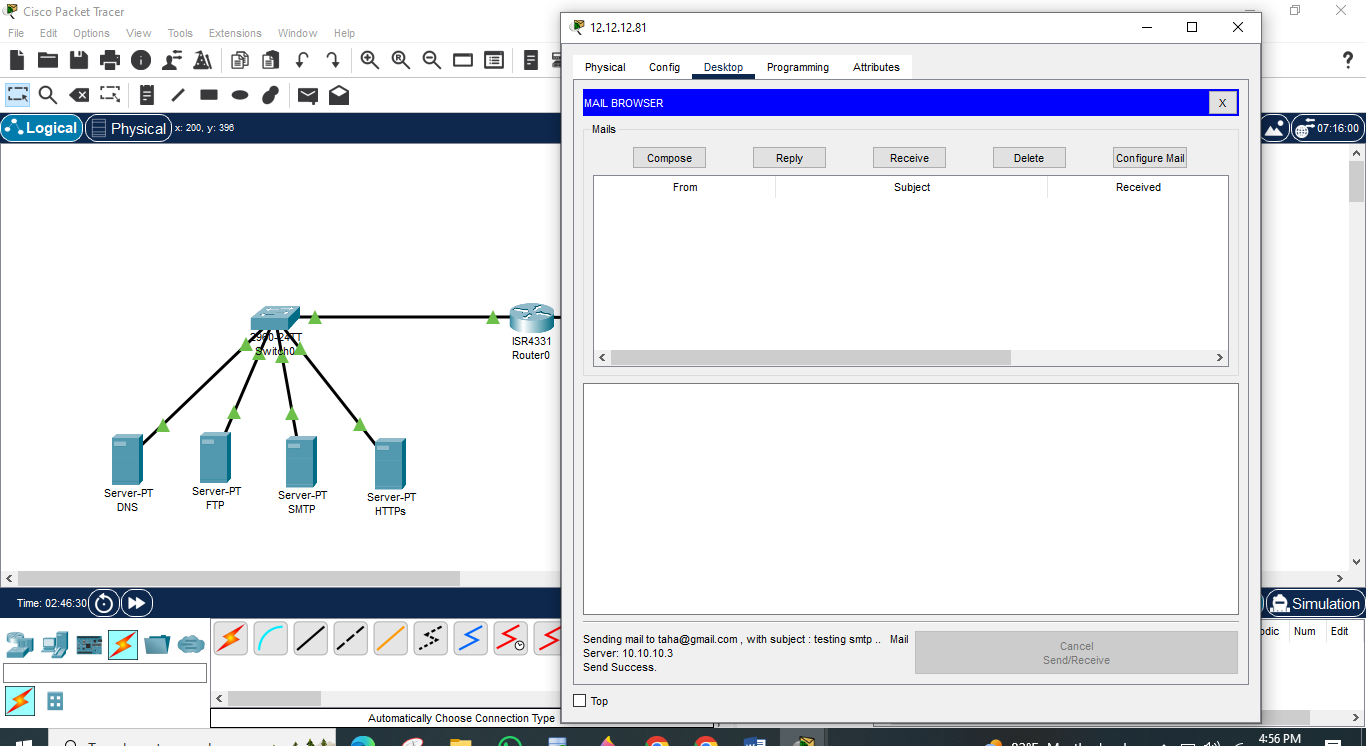 Cisco Packet Tracer
File Edit Options View Tools Extensions Window Help
?
Logical
Physical
x: 200, y: 396
07:16:00
12.12.12.81
Physical Config Desktop Programming Attributes
MAIL BROWSER
X
Mails
Compose Reply Receive Delete Configure Mail
From Subject Received
2960-24TT
Switch0
ISR4331
Router0
Server-PT
DNS
Server-PT
FTP
Server-PT
SMTP
Server-PT
HTTPs
Sending mail to taha@gmail.com , with subject : testing smtp .. Mail
Server: 10.10.10.3
Send Success.
Cancel
Send/Receive
Top
Time: 02:46:30
Simulation
Num Edit
Automatically Choose Connection Type
4:56 PM